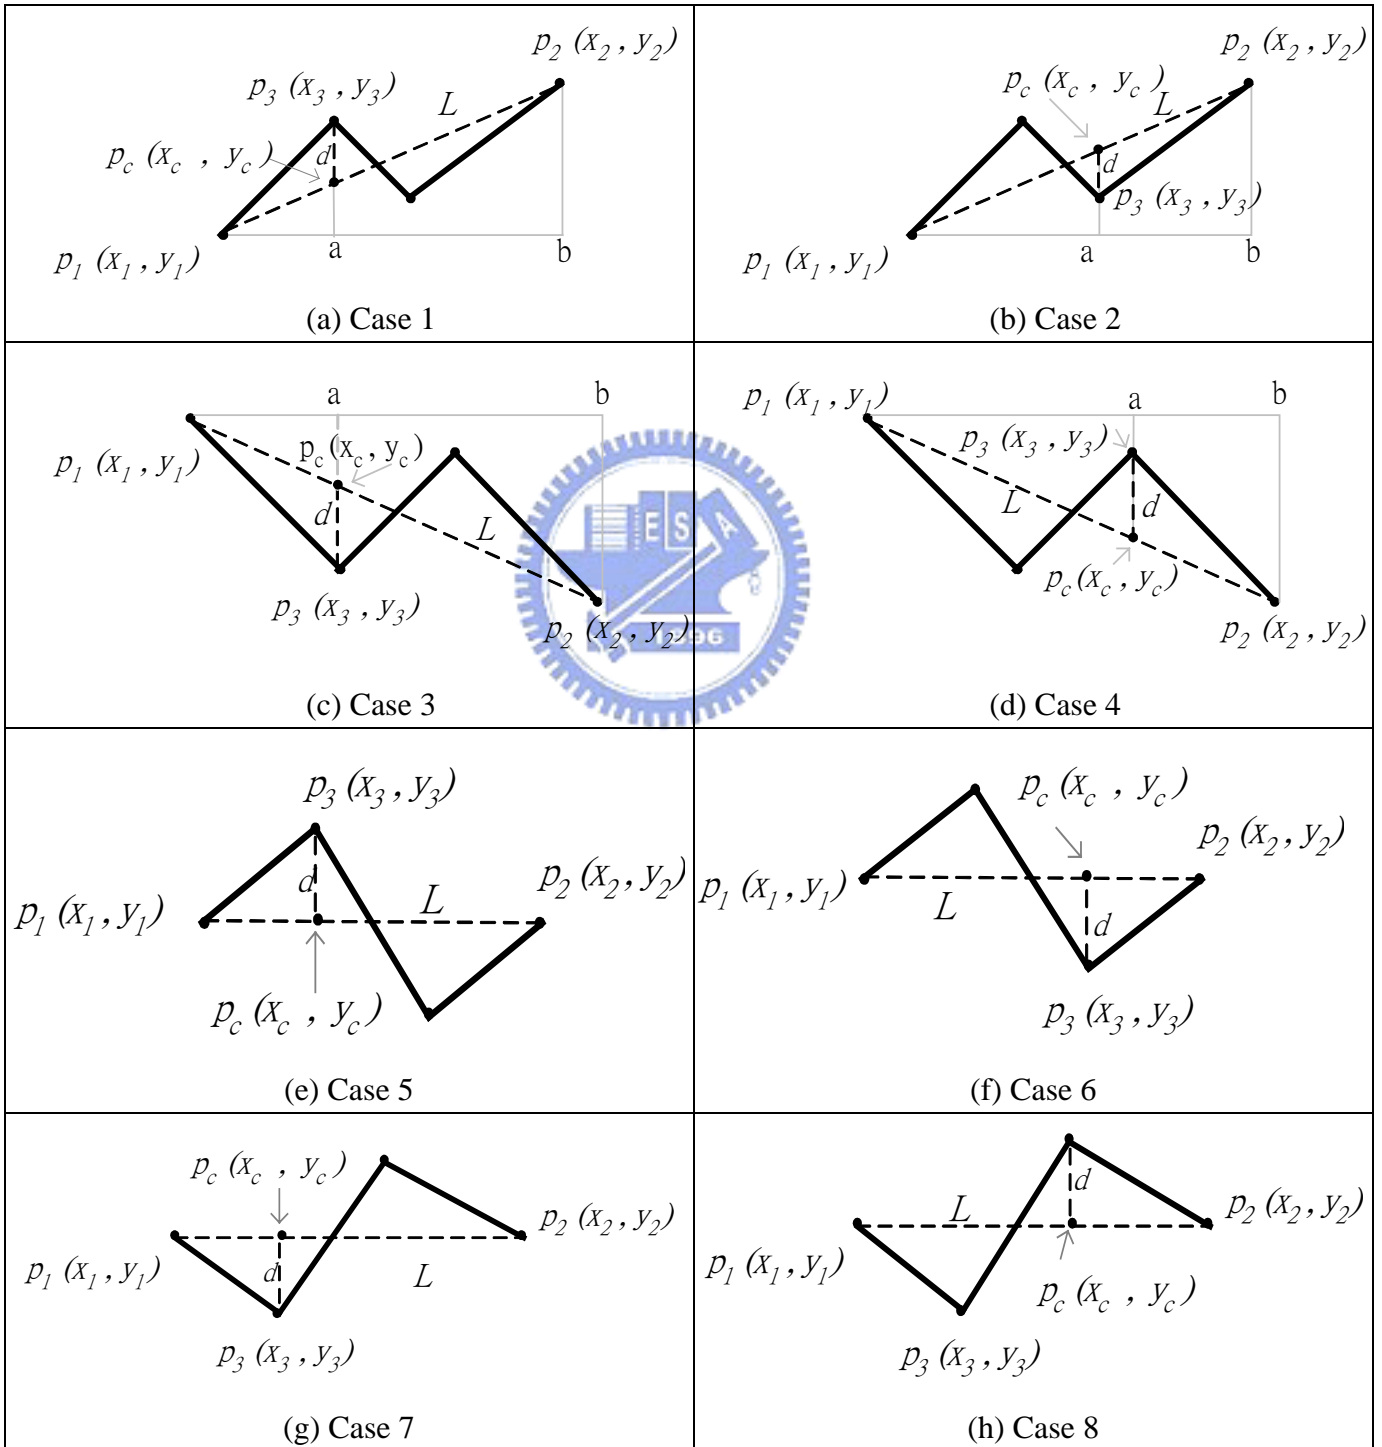 p2 (x2 , y2)
p3 (x3 , y3)
L
pc (xc , yc)
d
p1 (x1 , y1)
a
b
(a) Case 1
p2 (x2 , y2)
pc (xc , yc)
L
d
p3 (x3 , y3)
p1 (x1 , y1)
a
b
(b) Case 2
a
b
p1 (x1 , y1)
pc (xc , yc)
d
L
p3 (x3 , y3)
p2 (x2 , y2)
(c) Case 3
p1 (x1 , y1)
a
b
p3 (x3 , y3)
L
d
pc (xc , yc)
p2 (x2 , y2)
(d) Case 4
E S A
1896
p3 (x3 , y3)
d
p1 (x1 , y1)
L
p2 (x2 , y2)
pc (xc , yc)
(e) Case 5
pc (xc , yc)
p2 (x2 , y2)
p1 (x1 , y1)
L
d
p3 (x3 , y3)
(f) Case 6
pc (xc , yc)
p2 (x2 , y2)
p1 (x1 , y1)
d
L
p3 (x3 , y3)
(g) Case 7
d
L
p2 (x2 , y2)
p1 (x1 , y1)
pc (xc , yc)
p3 (x3 , y3)
(h) Case 8